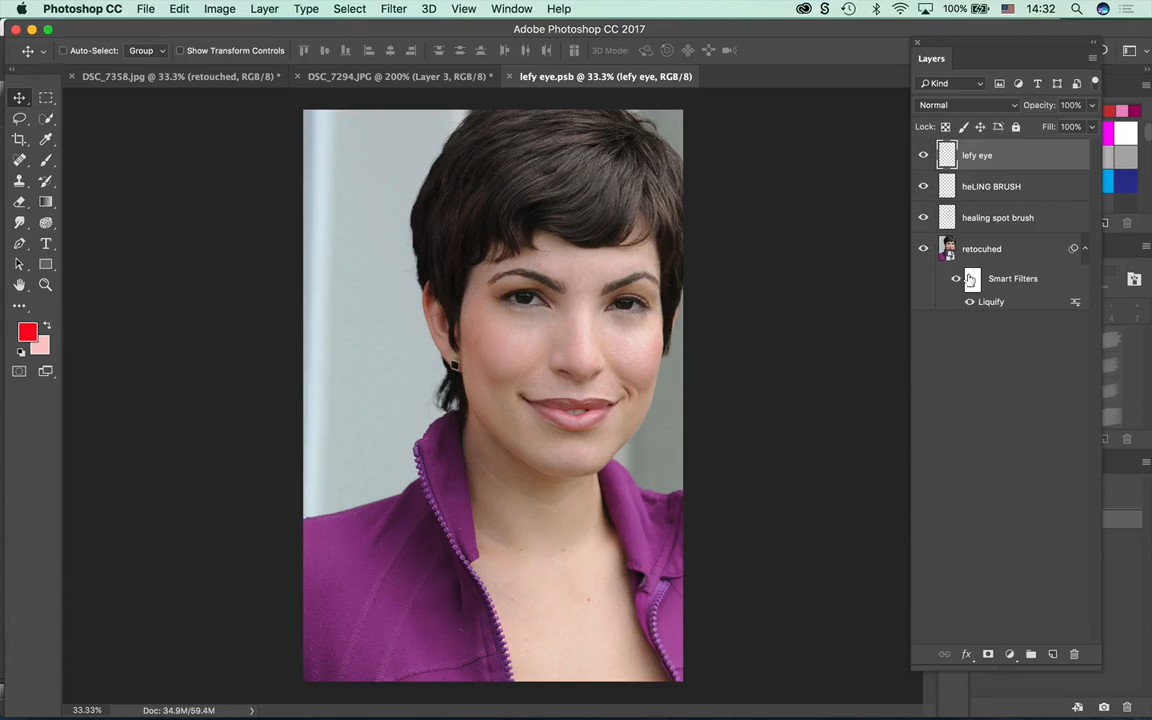 Photoshop CC File Edit Image Layer Type Select Filter 3D View Window Help 100% 14:32
Adobe Photoshop CC 2017
Auto-Select: Group Show Transform Controls 3D Mode:
DSC_7358.jpg @ 33.3% (retouched, RGB/8) * DSC_7294.JPG @ 200% (Layer 3, RGB/8) * lefy eye.psb @ 33.3% (lefy eye, RGB/8)
Layers
Kind
Normal Opacity: 100%
Lock: Fill: 100%
lefy eye
heLING BRUSH
healing spot brush
retocuhed
Smart Filters
Liquify
4 7
33.33% Doc: 34.9M/59.4M